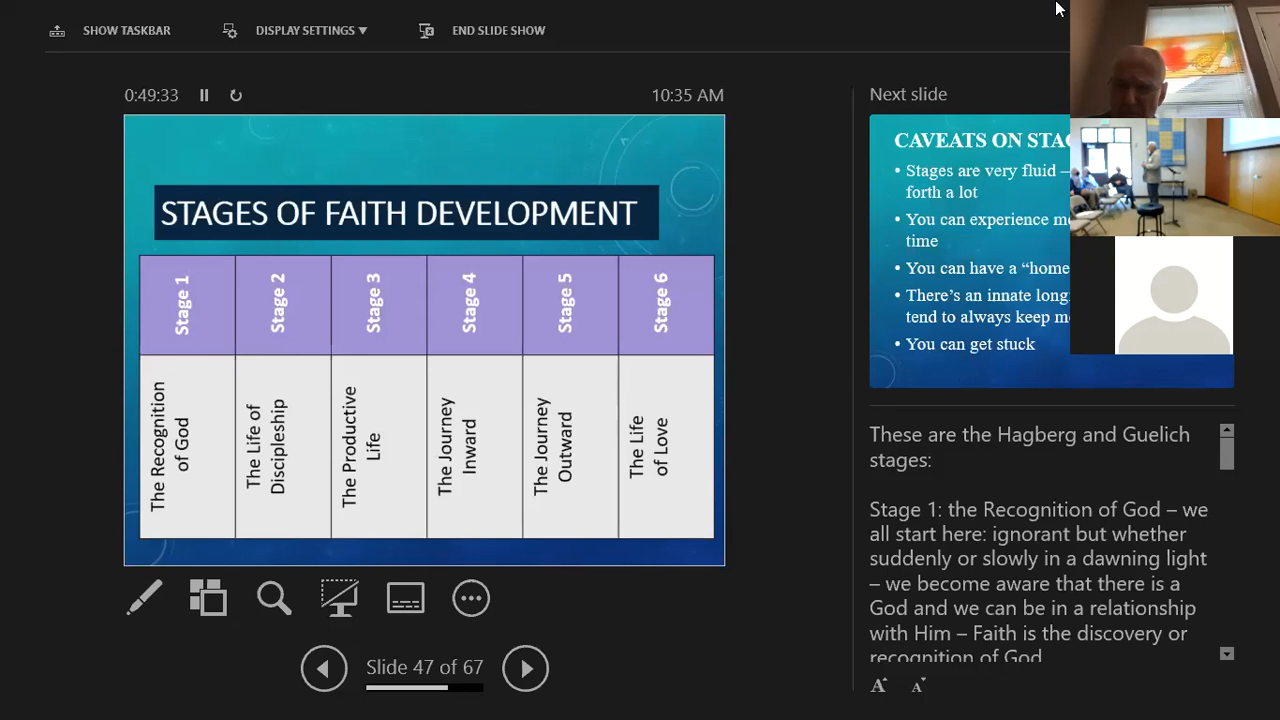 SHOW TASKBAR
DISPLAY SETTINGS
END SLIDE SHOW
0:49:33
10:35 AM
STAGES OF FAITH DEVELOPMENT
Stage 1
Stage 2
Stage 3
Stage 4
Stage 5
Stage 6
The Recognition
of God
The Life of
Discipleship
The Productive
Life
The Journey
Inward
The Journey
Outward
The Life
of Love
Slide 47 of 67
Next slide
CAVEATS ON
• Stages are very fluid –
forth a lot
• You can experience
time
• You can have a “home
• There’s an innate
tend to always keep
• You can get stuck
These are the Hagberg and Guelich
stages:
Stage 1: the Recognition of God – we
all start here: ignorant but whether
suddenly or slowly in a dawning light
– we become aware that there is a
God and we can be in a relationship
with Him – Faith is the discovery or
recognition of God
A
A